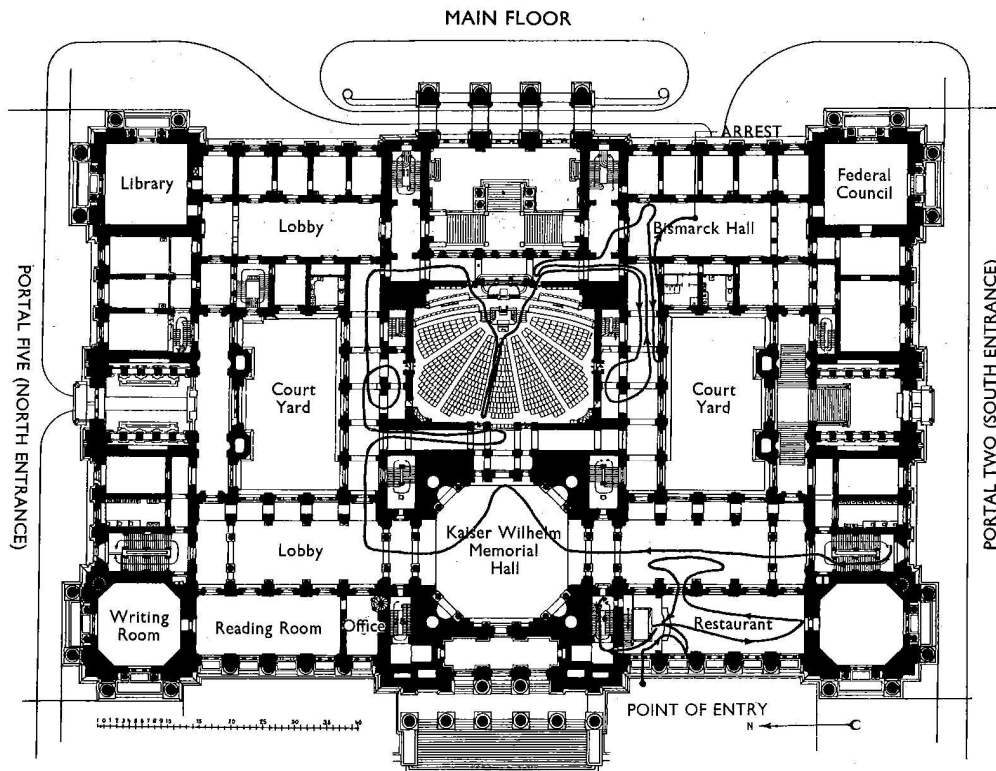 MAIN FLOOR
ARREST
Library
Federal
Council
Lobby
Bismarck Hall
PORTAL FIVE (NORTH ENTRANCE)
PORTAL TWO (SOUTH ENTRANCE)
Court
Yard
Court
Yard
Kaiser Wilhelm
Memorial
Hall
Lobby
Writing
Room
Reading Room
Office
Restaurant
POINT OF ENTRY
N